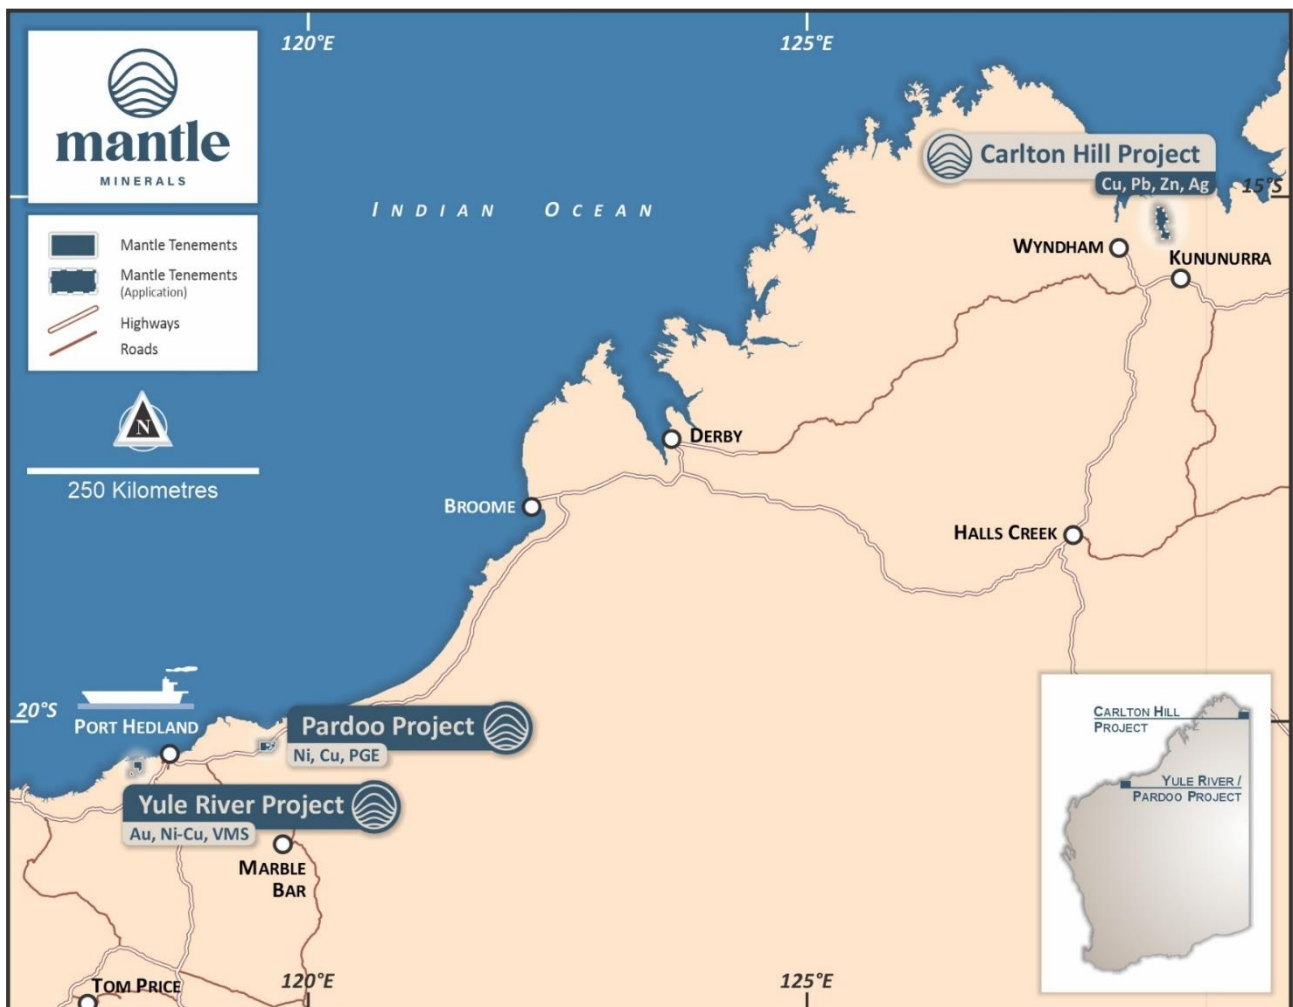 120°E
125°E
mantle
MINERALS
Mantle Tenements
Mantle Tenements
(Application)
Highways
Roads
N
250 Kilometres
INDIAN OCEAN
Carlton Hill Project
Cu, Pb, Zn, Ag
15°S
WYNDHAM
KUNUNURRA
DERBY
BROOME
HALLS CREEK
20°S
PORT HEDLAND
Pardoo Project
Ni, Cu, PGE
Yule River Project
Au, Ni-Cu, VMS
MARBLE
BAR
TOM PRICE
120°E
125°E
CARLTON HILL
PROJECT
YULE RIVER /
PARDOO PROJECT